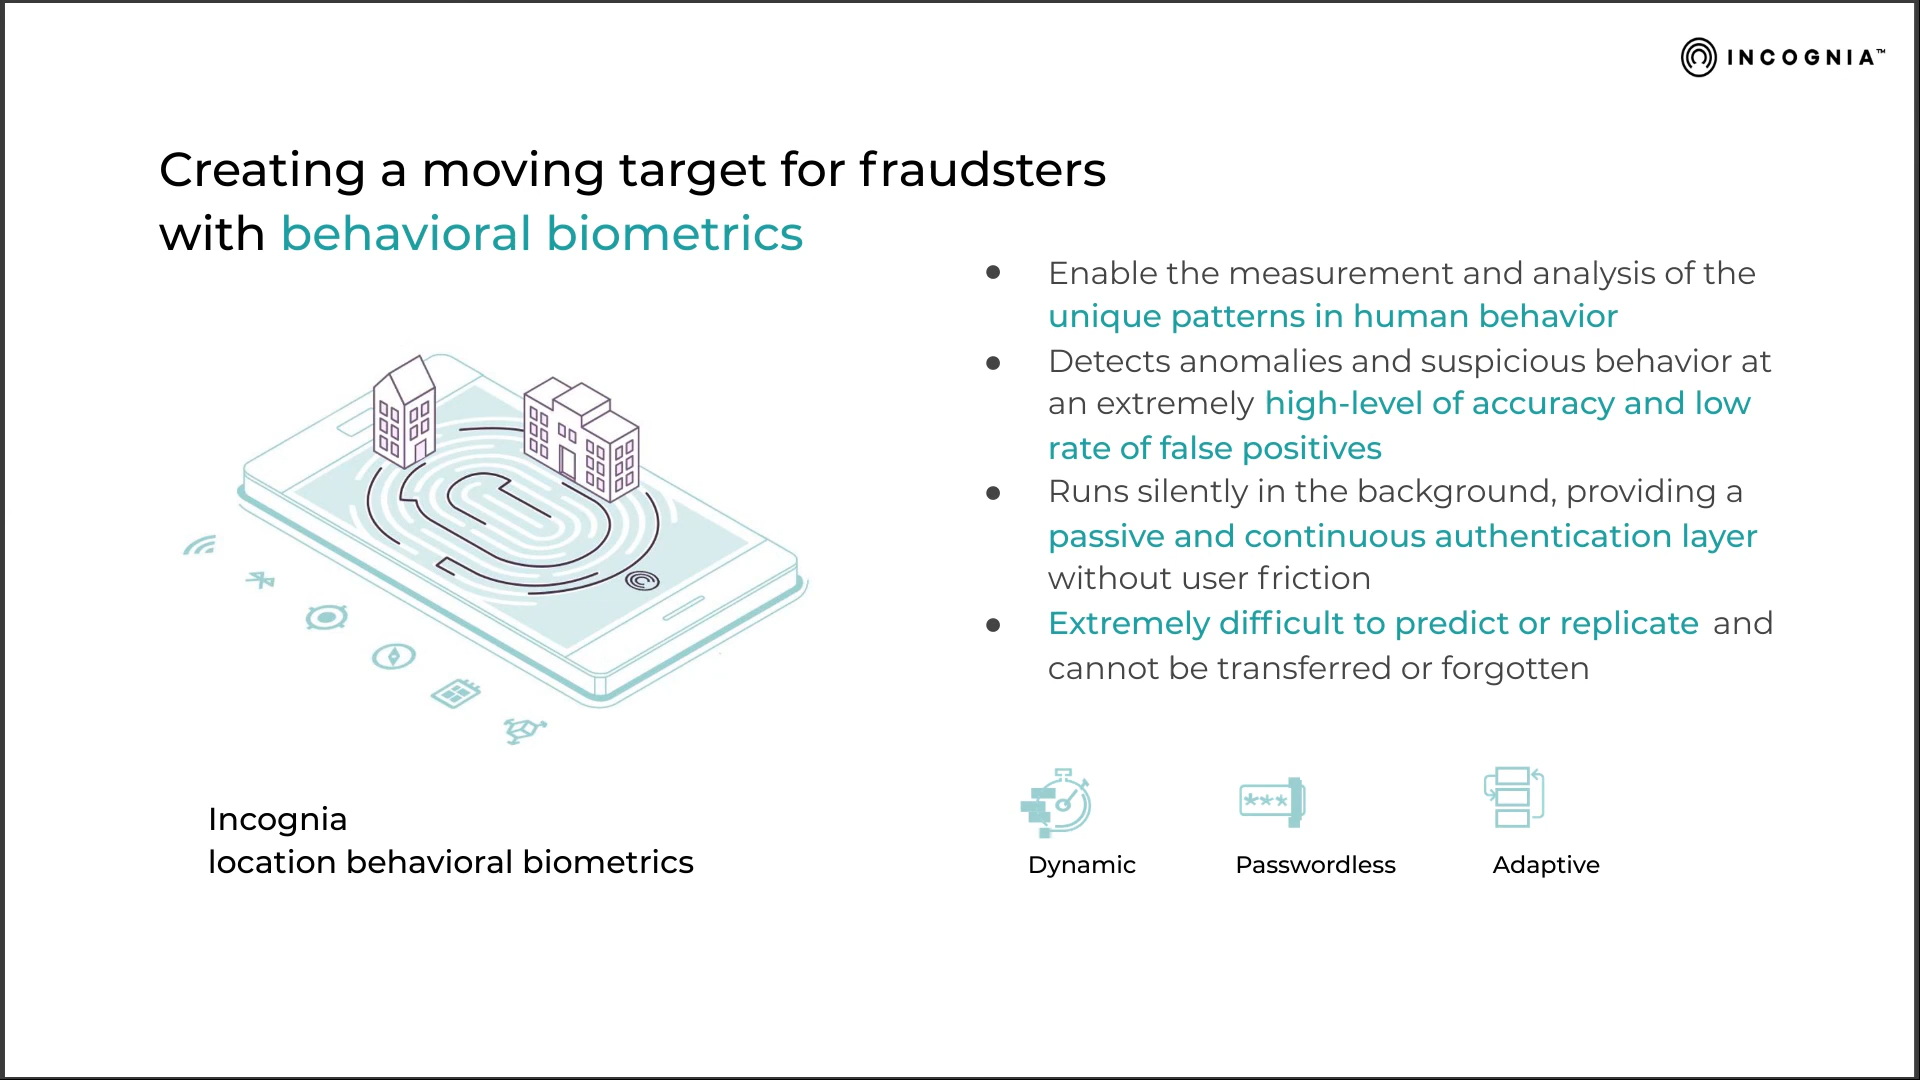 INCOGNIA™
Creating a moving target for fraudsters
with behavioral biometrics
● Enable the measurement and analysis of the
unique patterns in human behavior
● Detects anomalies and suspicious behavior at
an extremely high-level of accuracy and low
rate of false positives
● Runs silently in the background, providing a
passive and continuous authentication layer
without user friction
● Extremely difficult to predict or replicate and
cannot be transferred or forgotten
Incognia
location behavioral biometrics
***
Dynamic Passwordless Adaptive